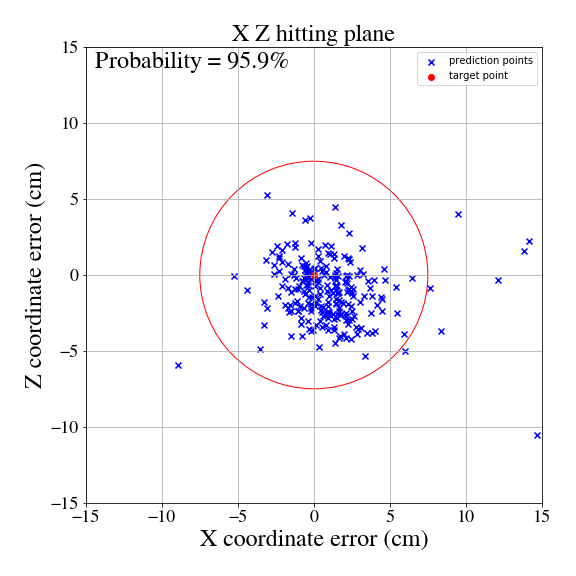 X Z hitting plane
Probability = 95.9%
prediction points
target point
Z coordinate error (cm)
15
10
5
0
−5
−10
−15
−15 −10 −5 0 5 10 15
X coordinate error (cm)